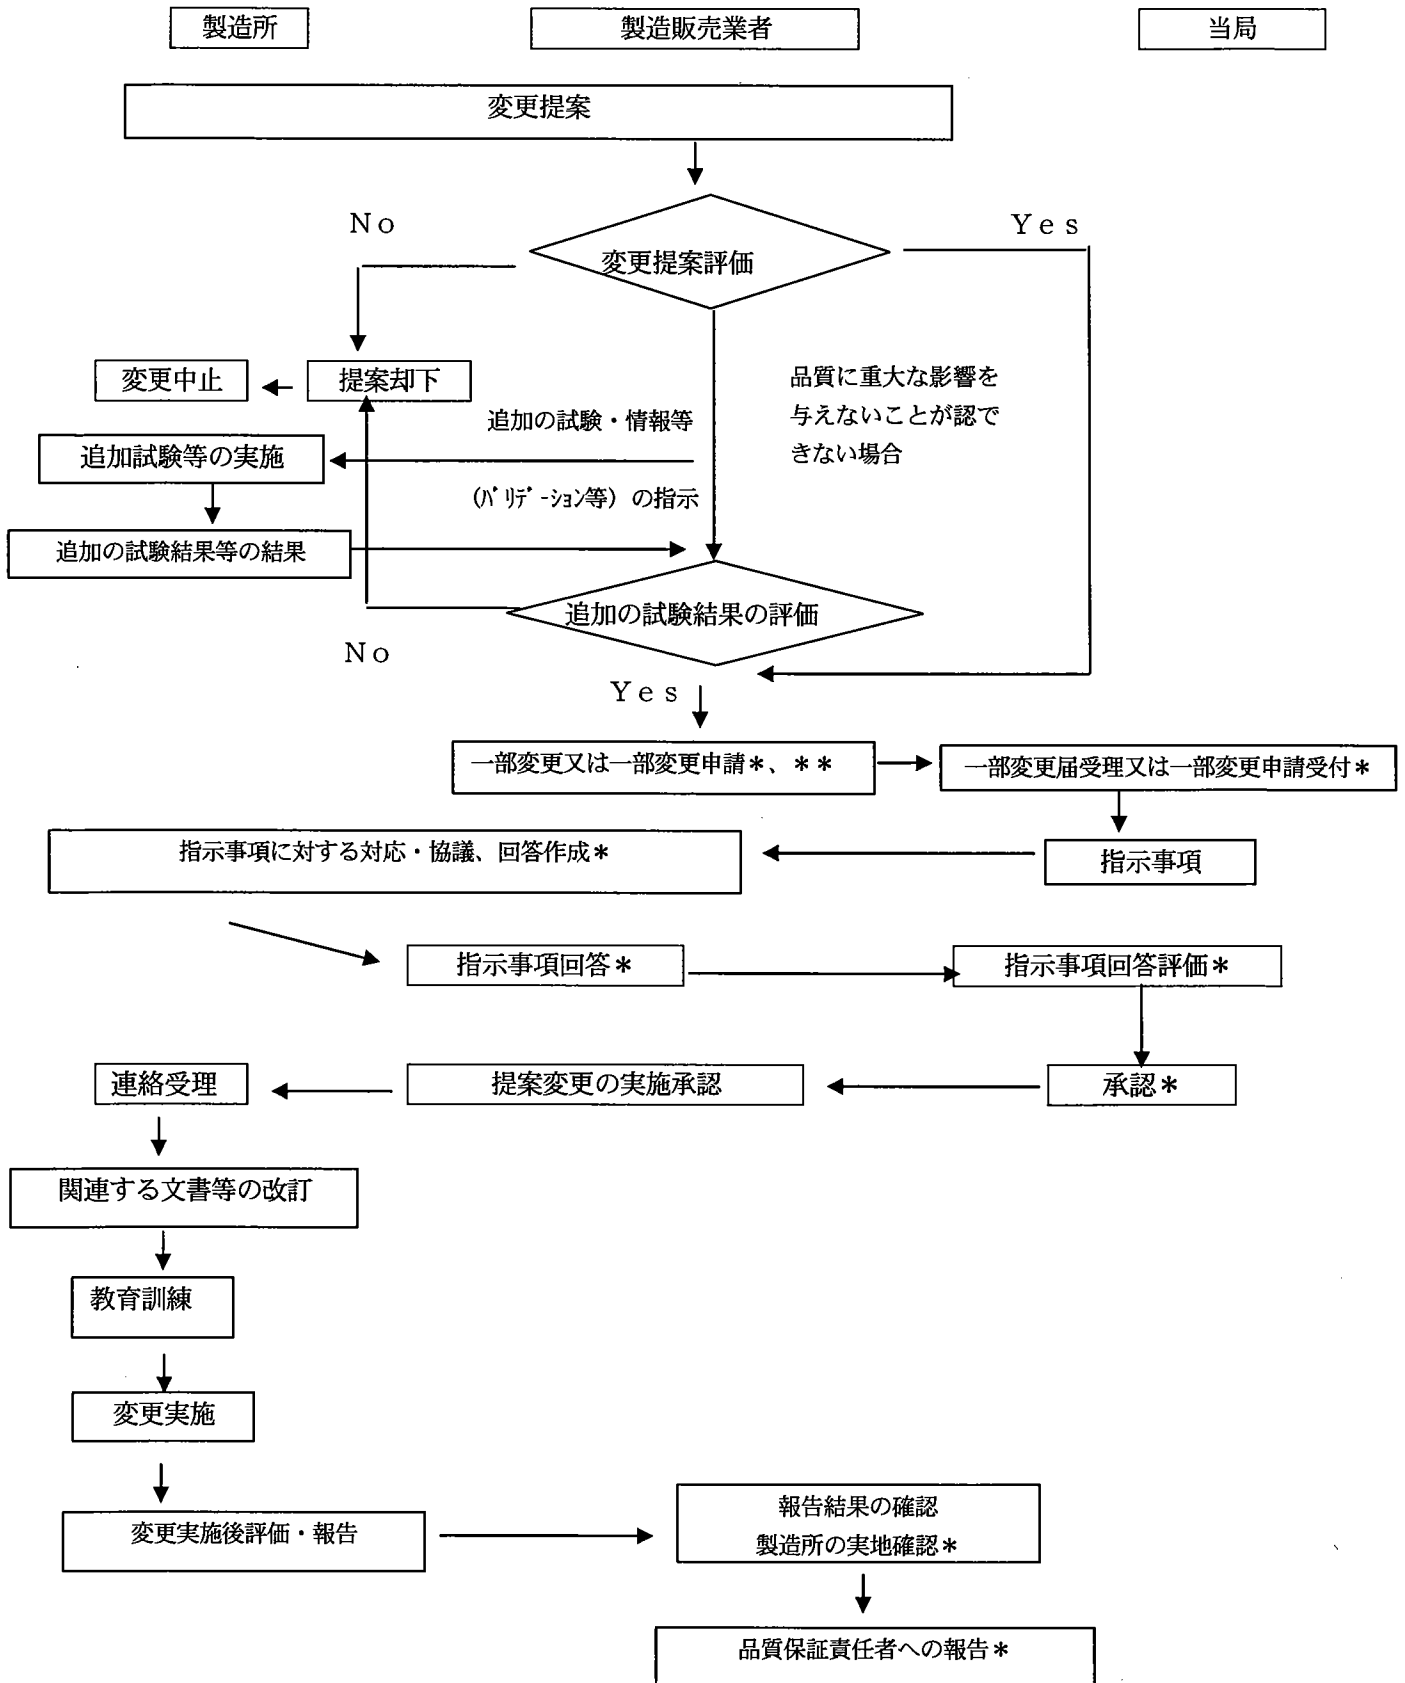 製造所
製造販売業者
当局
変更提案
No
Yes
変更提案評価
変更中止
提案却下
品質に重大な影響を
与えないことが認で
きない場合
追加の試験・情報等
追加試験等の実施
(バリデーション等)の指示
追加の試験結果等の結果
追加の試験結果の評価
No
Yes
一部変更又は一部変更申請*、**
一部変更届受理又は一部変更申請受付*
指示事項に対する対応・協議、回答作成*
指示事項
指示事項回答*
指示事項回答評価*
連絡受理
提案変更の実施承認
承認*
関連する文書等の改訂
教育訓練
変更実施
変更実施後評価・報告
報告結果の確認
製造所の実地確認*
品質保証責任者への報告*